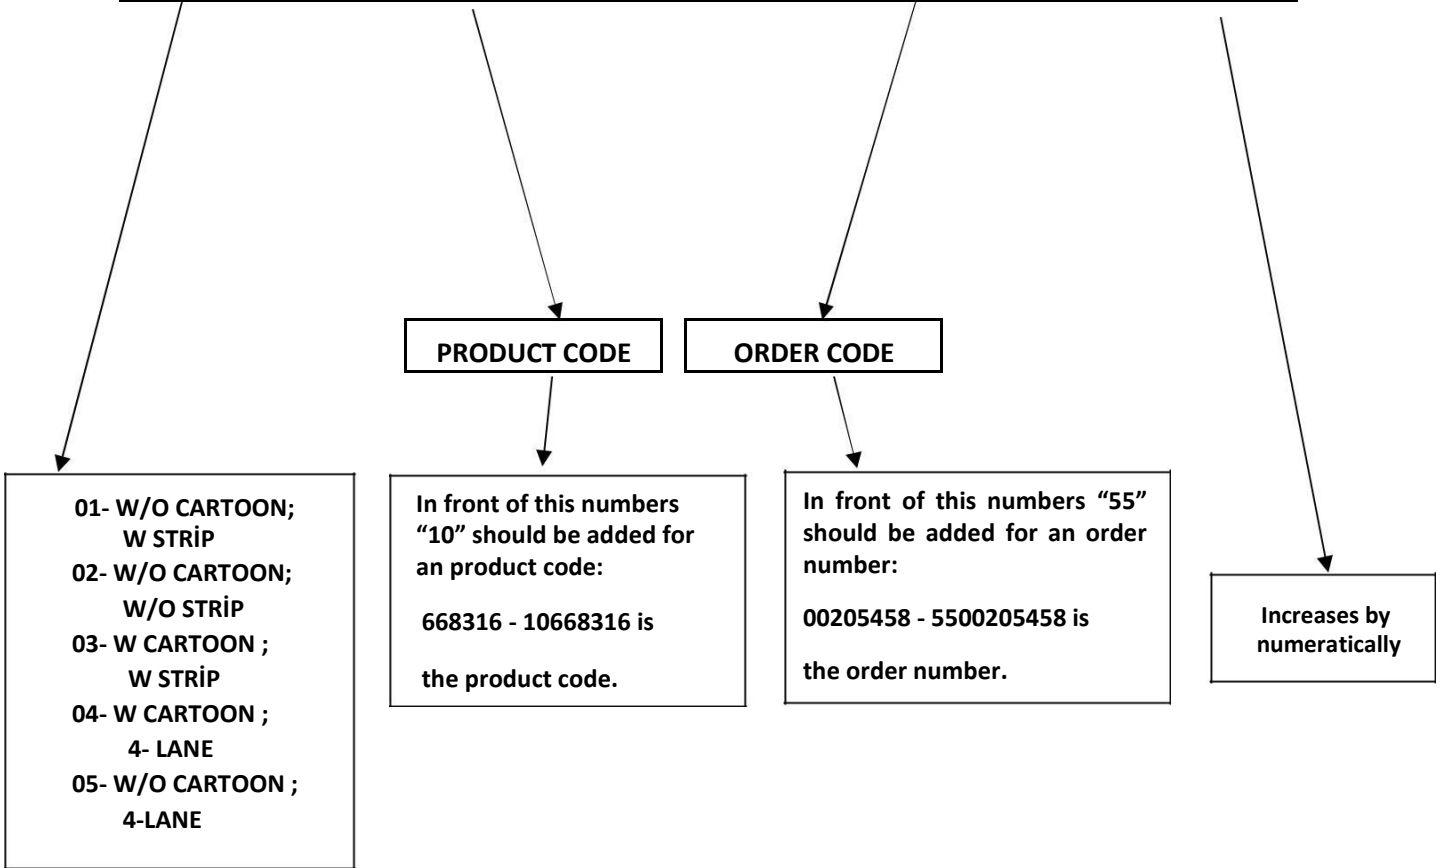 PRODUCT CODE
ORDER CODE
01- W/O CARTOON;
W STRİP
02- W/O CARTOON;
W/O STRİP
03- W CARTOON ;
W STRİP
04- W CARTOON ;
4- LANE
05- W/O CARTOON ;
4-LANE
In front of this numbers
“10” should be added for
an product code:
668316 - 10668316 is
the product code.
In front of this numbers “55”
should be added for an order
number:
00205458 - 5500205458 is
the order number.
Increases by
numeratically